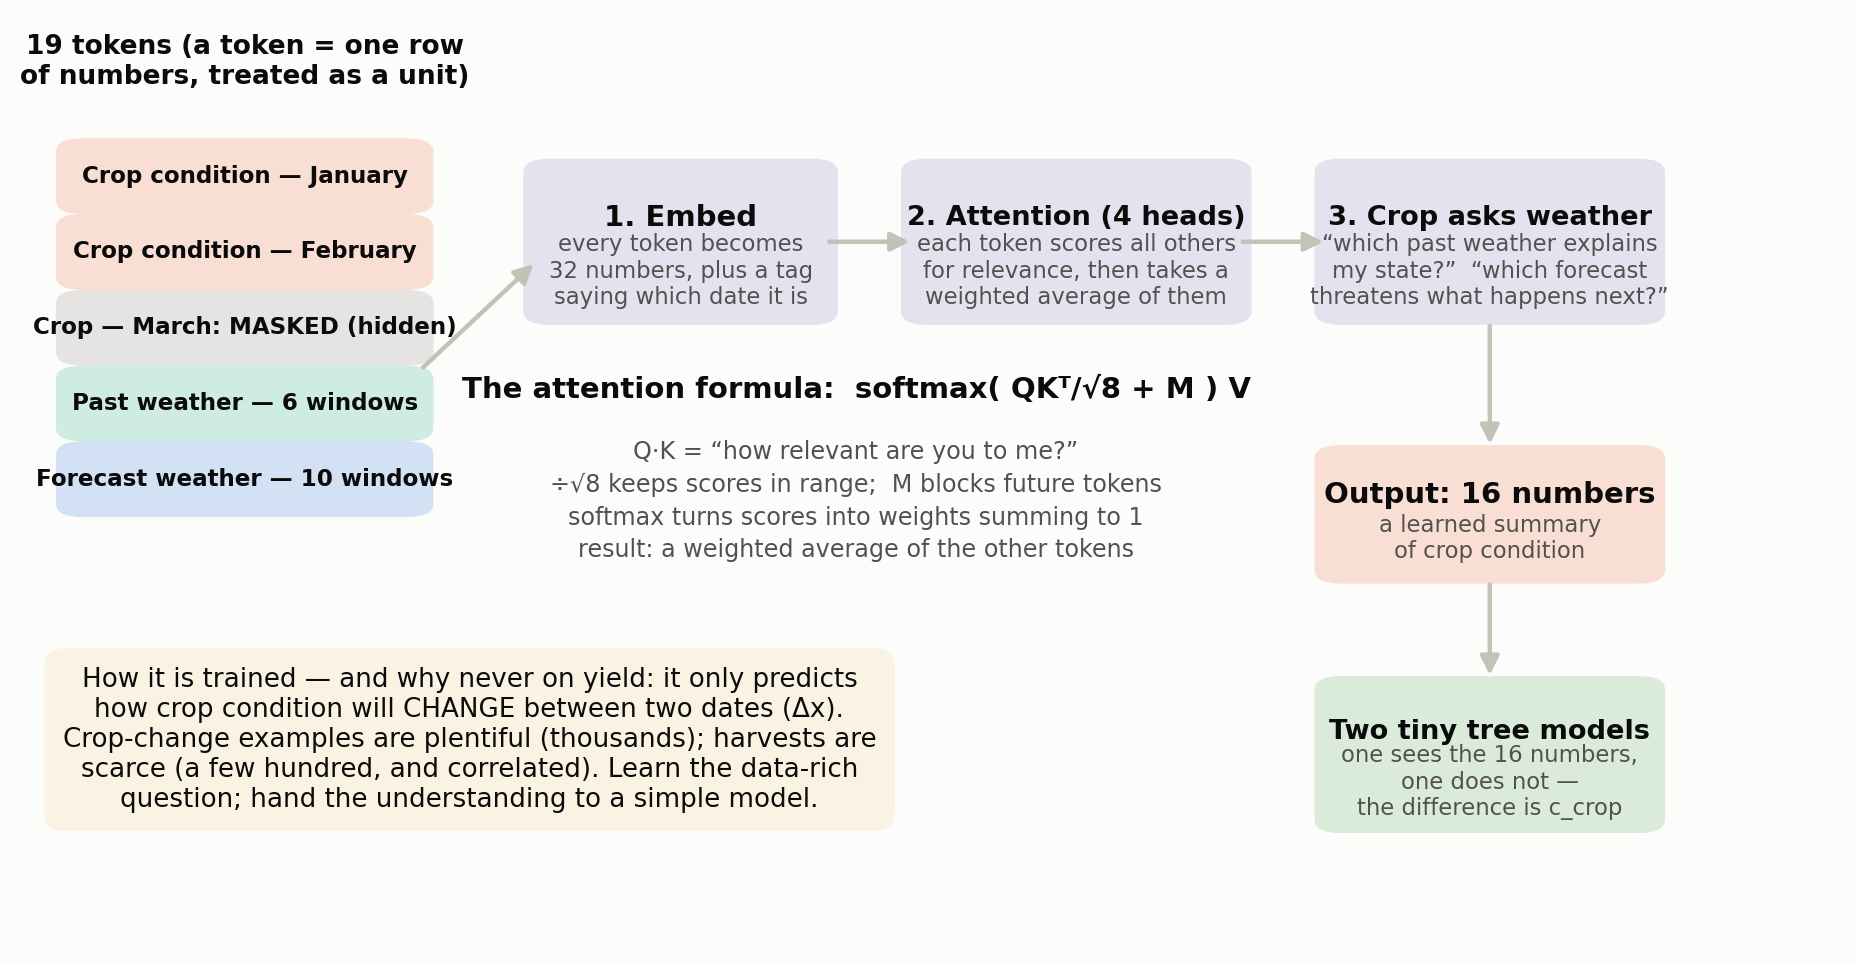 19 tokens (a token = one row
of numbers, treated as a unit)
Crop condition — January
Crop condition — February
Crop — March: MASKED (hidden)
Past weather — 6 windows
Forecast weather — 10 windows
1. Embed
every token becomes
32 numbers, plus a tag
saying which date it is
2. Attention (4 heads)
each token scores all others
for relevance, then takes a
weighted average of them
3. Crop asks weather
“which past weather explains
my state?” “which forecast
threatens what happens next?”
The attention formula: softmax( QKᵀ/√8 + M ) V
Q·K = “how relevant are you to me?”
÷√8 keeps scores in range; M blocks future tokens
softmax turns scores into weights summing to 1
result: a weighted average of the other tokens
Output: 16 numbers
a learned summary
of crop condition
Two tiny tree models
one sees the 16 numbers,
one does not —
the difference is c_crop
How it is trained — and why never on yield: it only predicts
how crop condition will CHANGE between two dates (Δx).
Crop-change examples are plentiful (thousands); harvests are
scarce (a few hundred, and correlated). Learn the data-rich
question; hand the understanding to a simple model.